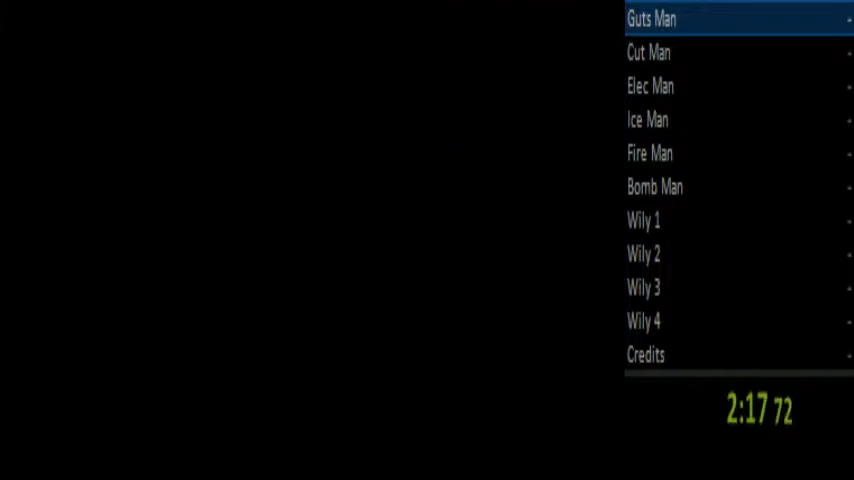 Guts Man -
Cut Man -
Elec Man -
Ice Man -
Fire Man -
Bomb Man -
Wily 1 -
Wily 2 -
Wily 3 -
Wily 4 -
Credits -
2:17 72